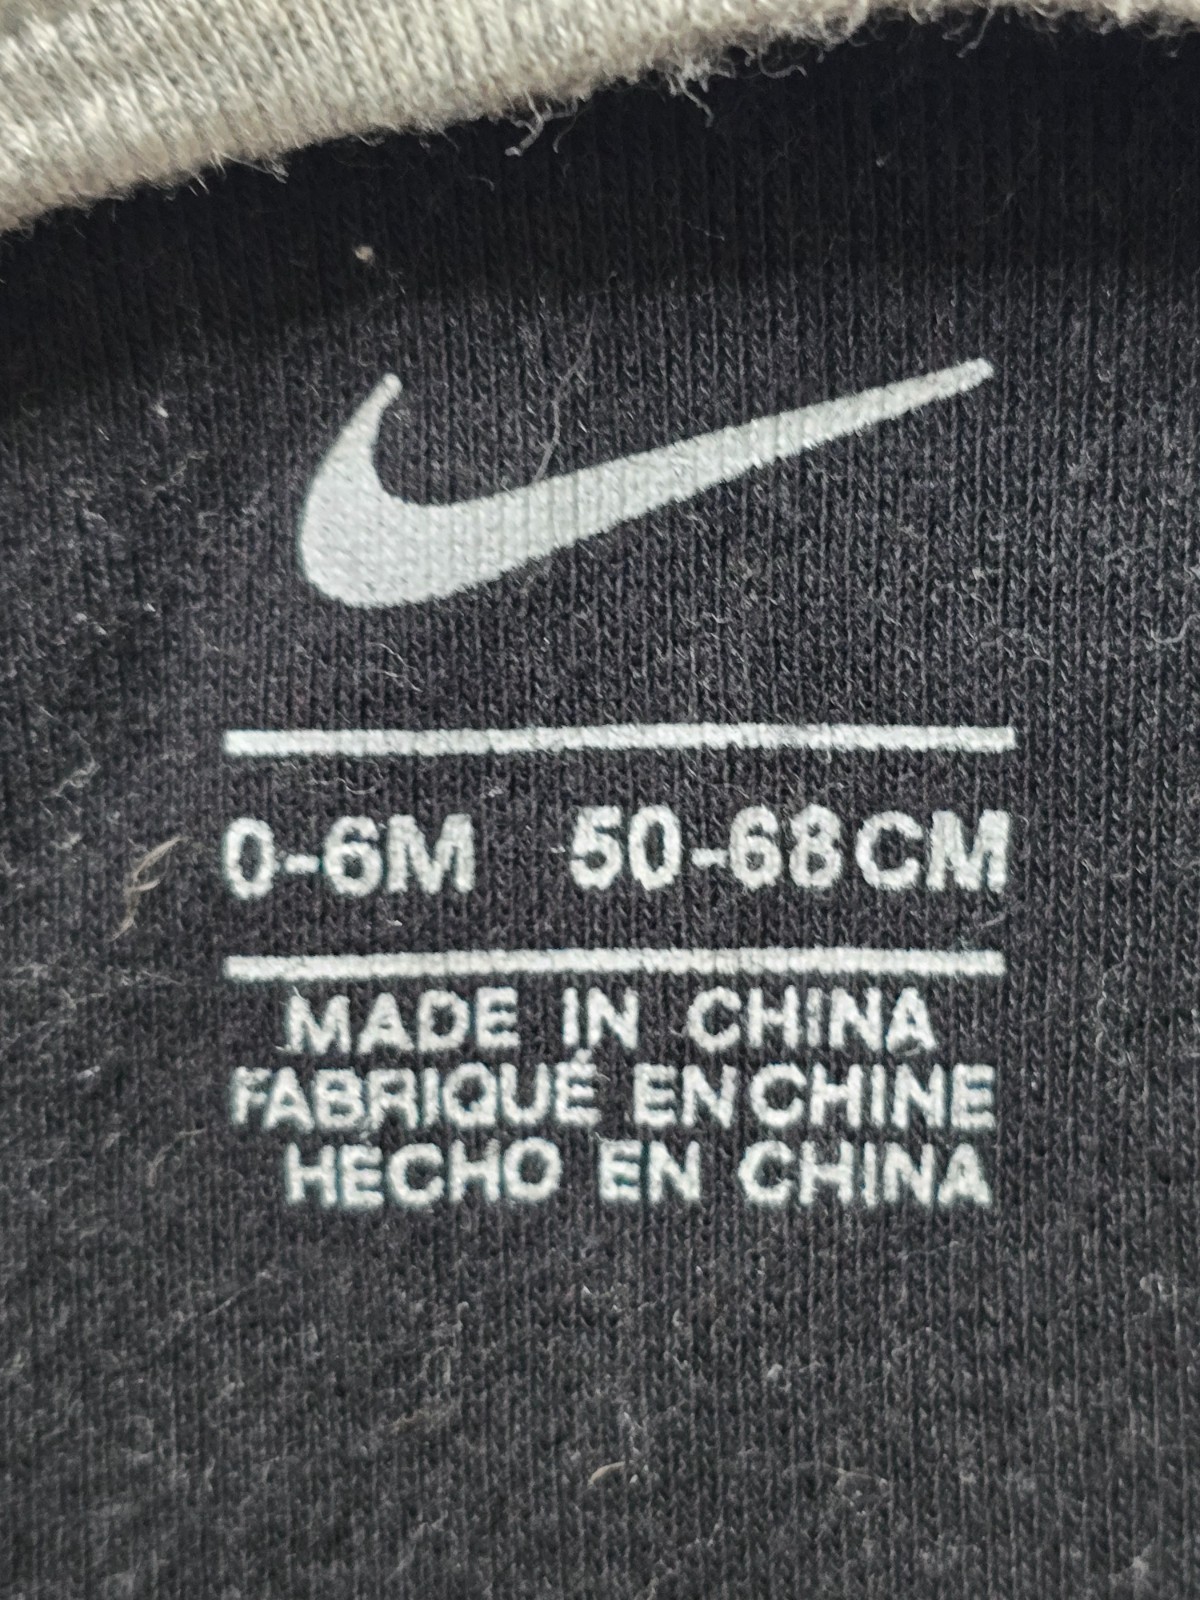 0-6M 50-68CM
MADE IN CHINA
FABRIQUÉ EN CHINE
HECHO EN CHINA